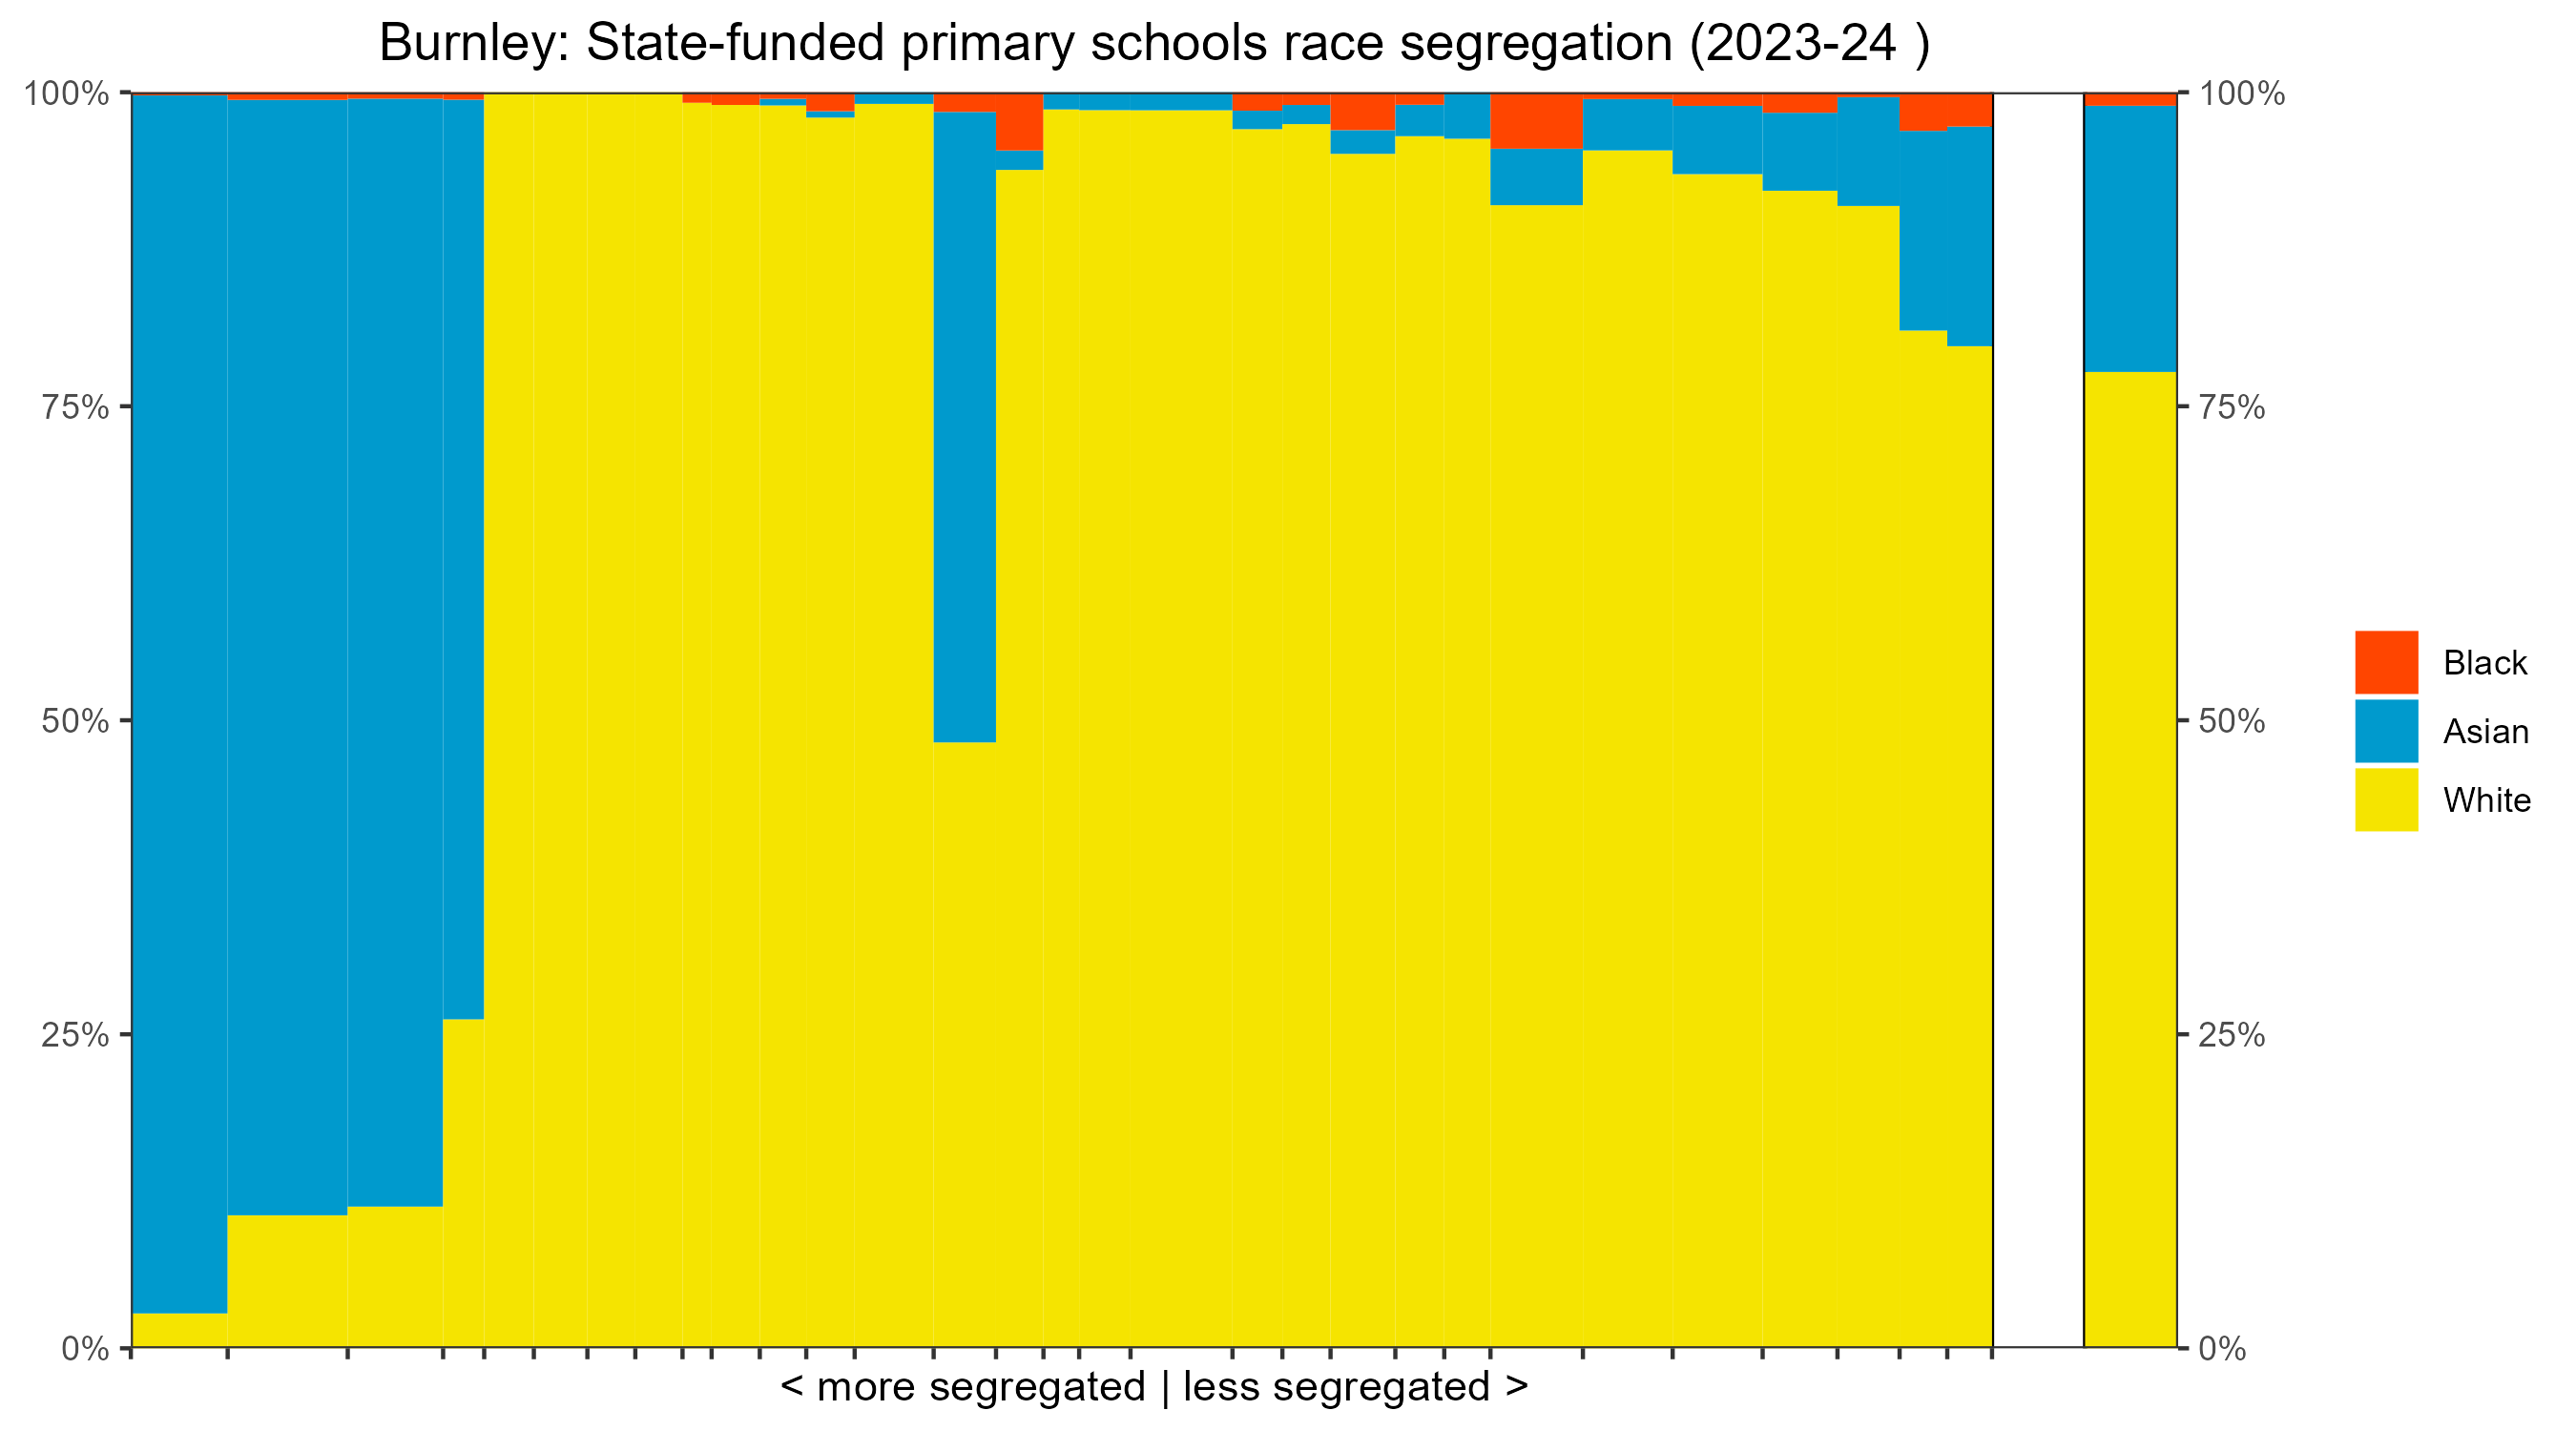 Burnley: State-funded primary schools race segregation (2023-24 )
100%
75%
50%
25%
0%
100%
75%
50%
25%
0%
Black
Asian
White
< more segregated | less segregated >